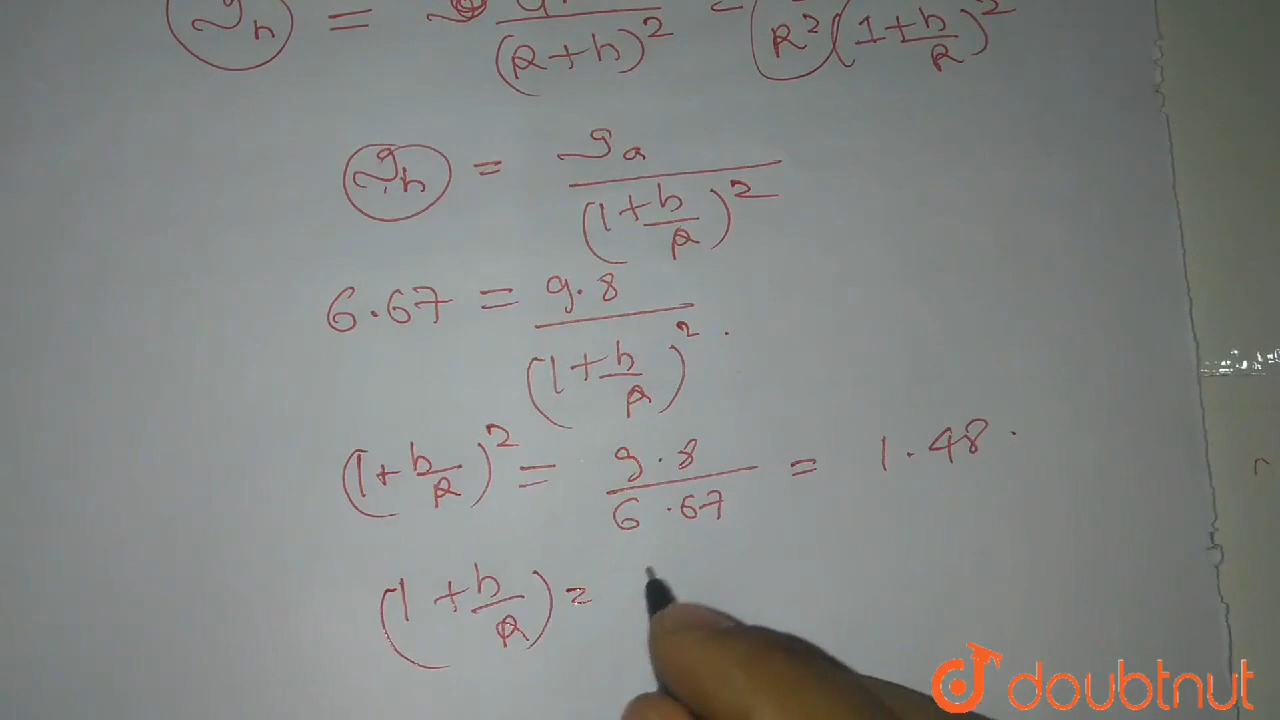 g_h = g_a/(R+h)^2 = R^2(1+h/R)^2
g_h = g_a/(1+h/R)^2
6.67 = 9.8/(1+h/R)^2.
(1+h/R)^2 = 9.8/6.67 = 1.48.
(1+h/R) =
doubtnut